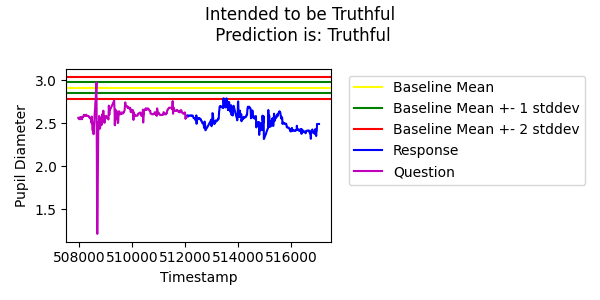 Intended to be Truthful
Prediction is: Truthful
Pupil Diameter
3.0
2.5
2.0
1.5
508000 510000 512000 514000 516000
Timestamp
Baseline Mean
Baseline Mean +- 1 stddev
Baseline Mean +- 2 stddev
Response
Question